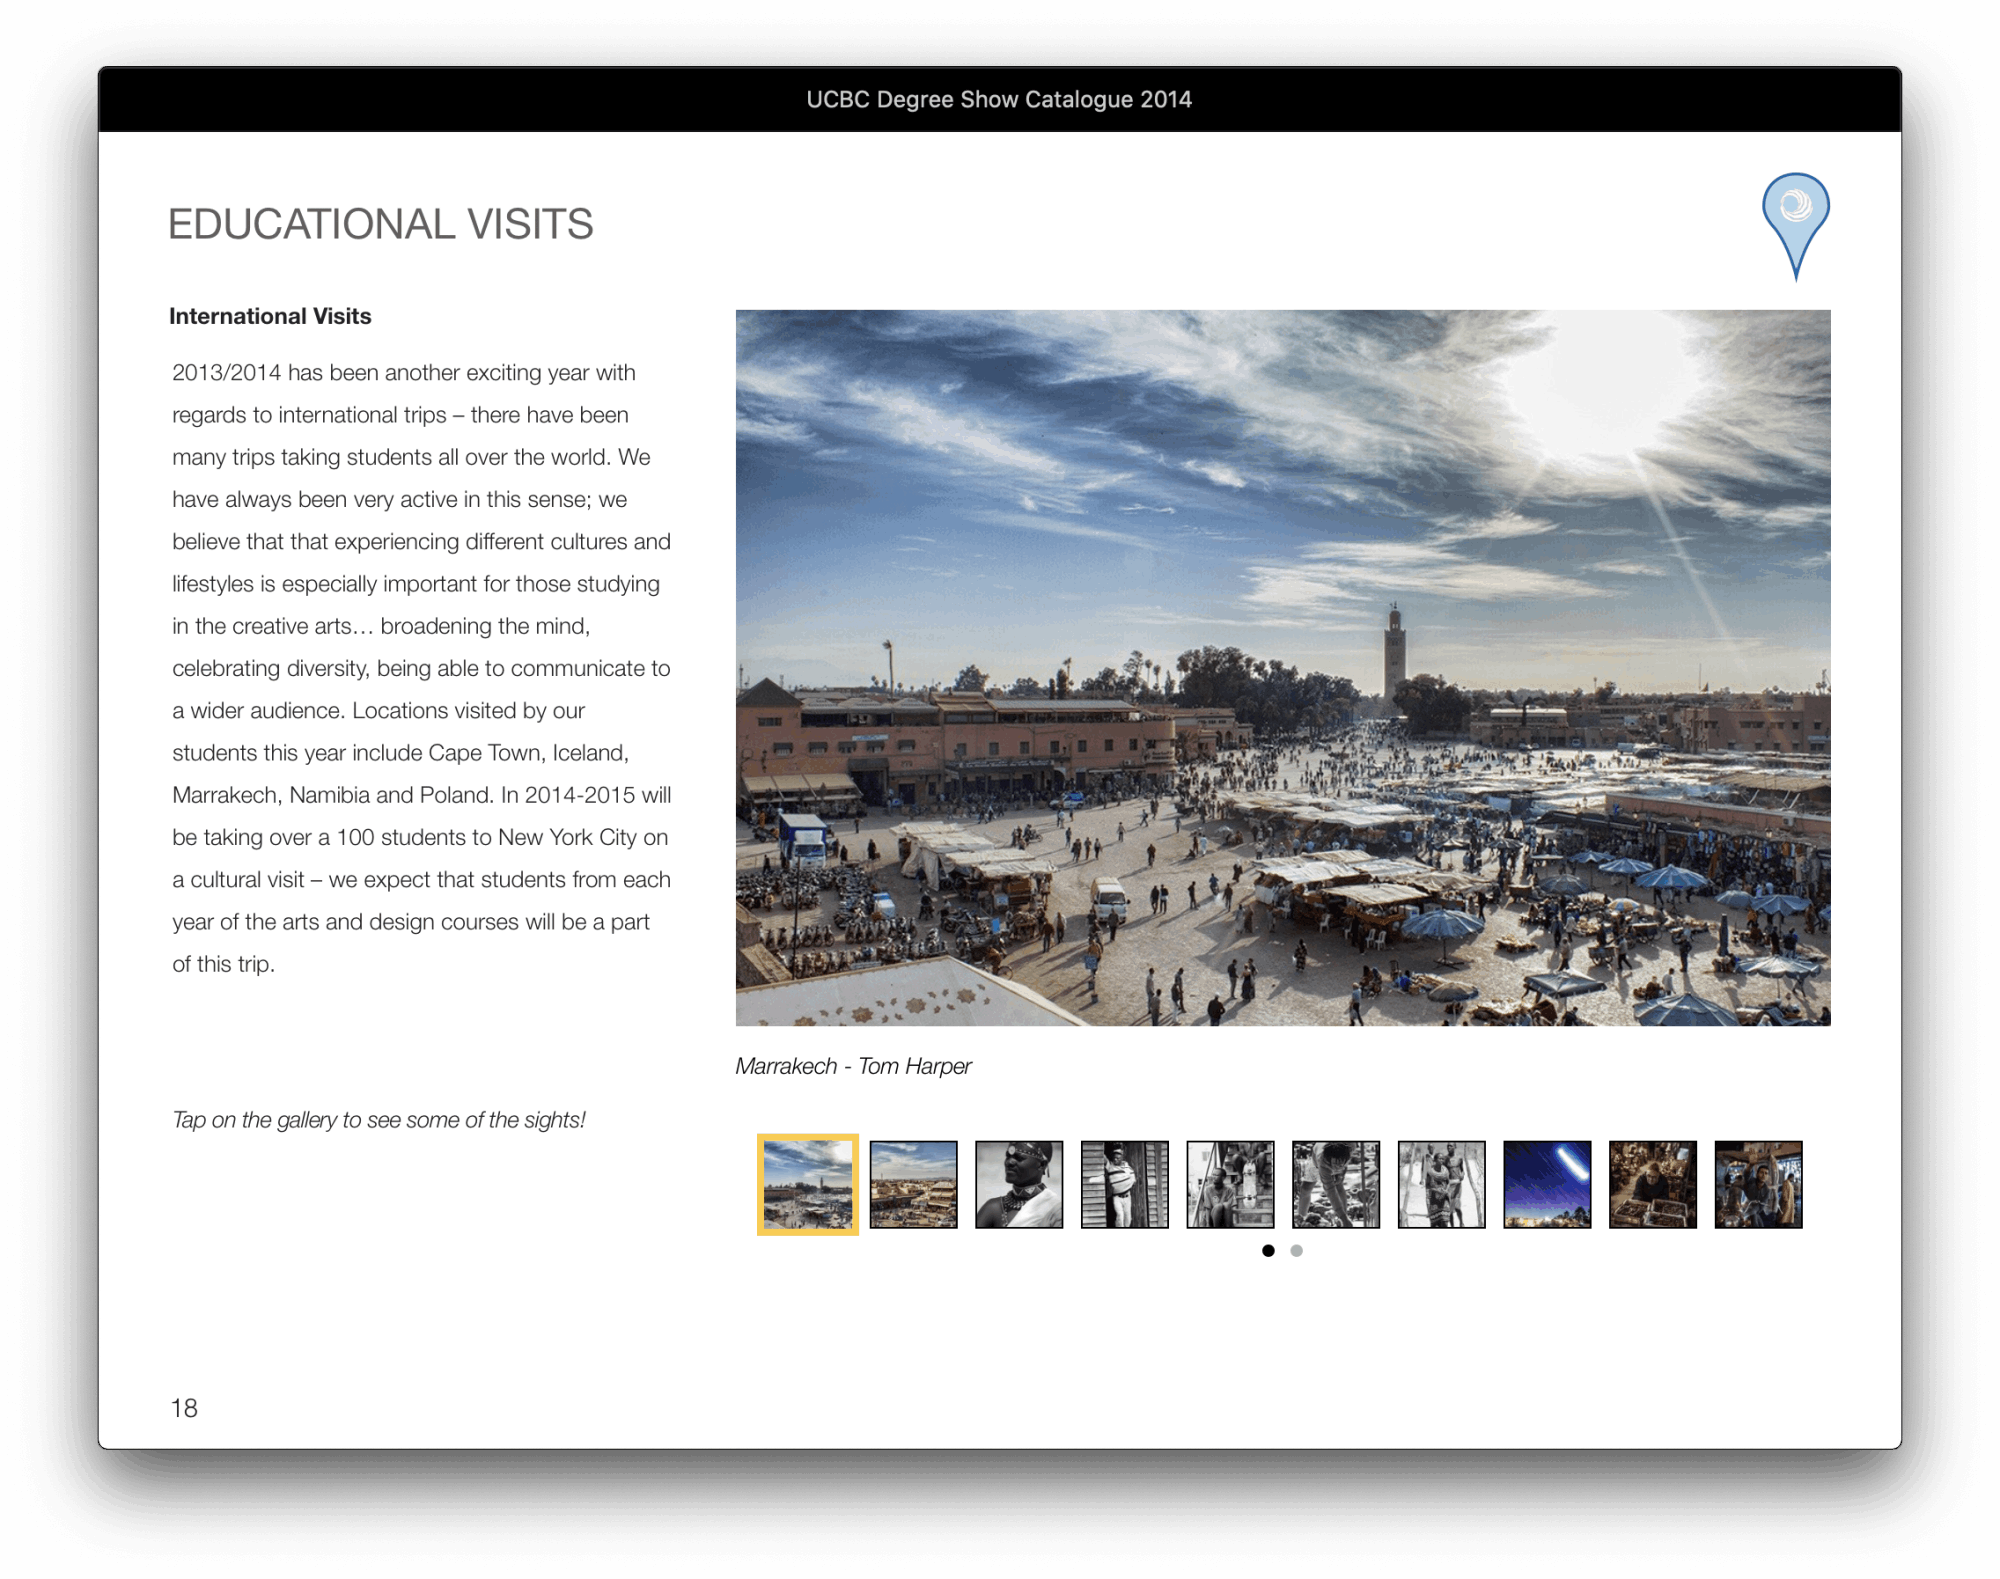 UCBC Degree Show Catalogue 2014
EDUCATIONAL VISITS
International Visits
2013/2014 has been another exciting year with
regards to international trips – there have been
many trips taking students all over the world. We
have always been very active in this sense; we
believe that that experiencing different cultures and
lifestyles is especially important for those studying
in the creative arts… broadening the mind,
celebrating diversity, being able to communicate to
a wider audience. Locations visited by our
students this year include Cape Town, Iceland,
Marrakech, Namibia and Poland. In 2014-2015 will
be taking over a 100 students to New York City on
a cultural visit – we expect that students from each
year of the arts and design courses will be a part
of this trip.
Tap on the gallery to see some of the sights!
Marrakech - Tom Harper
18